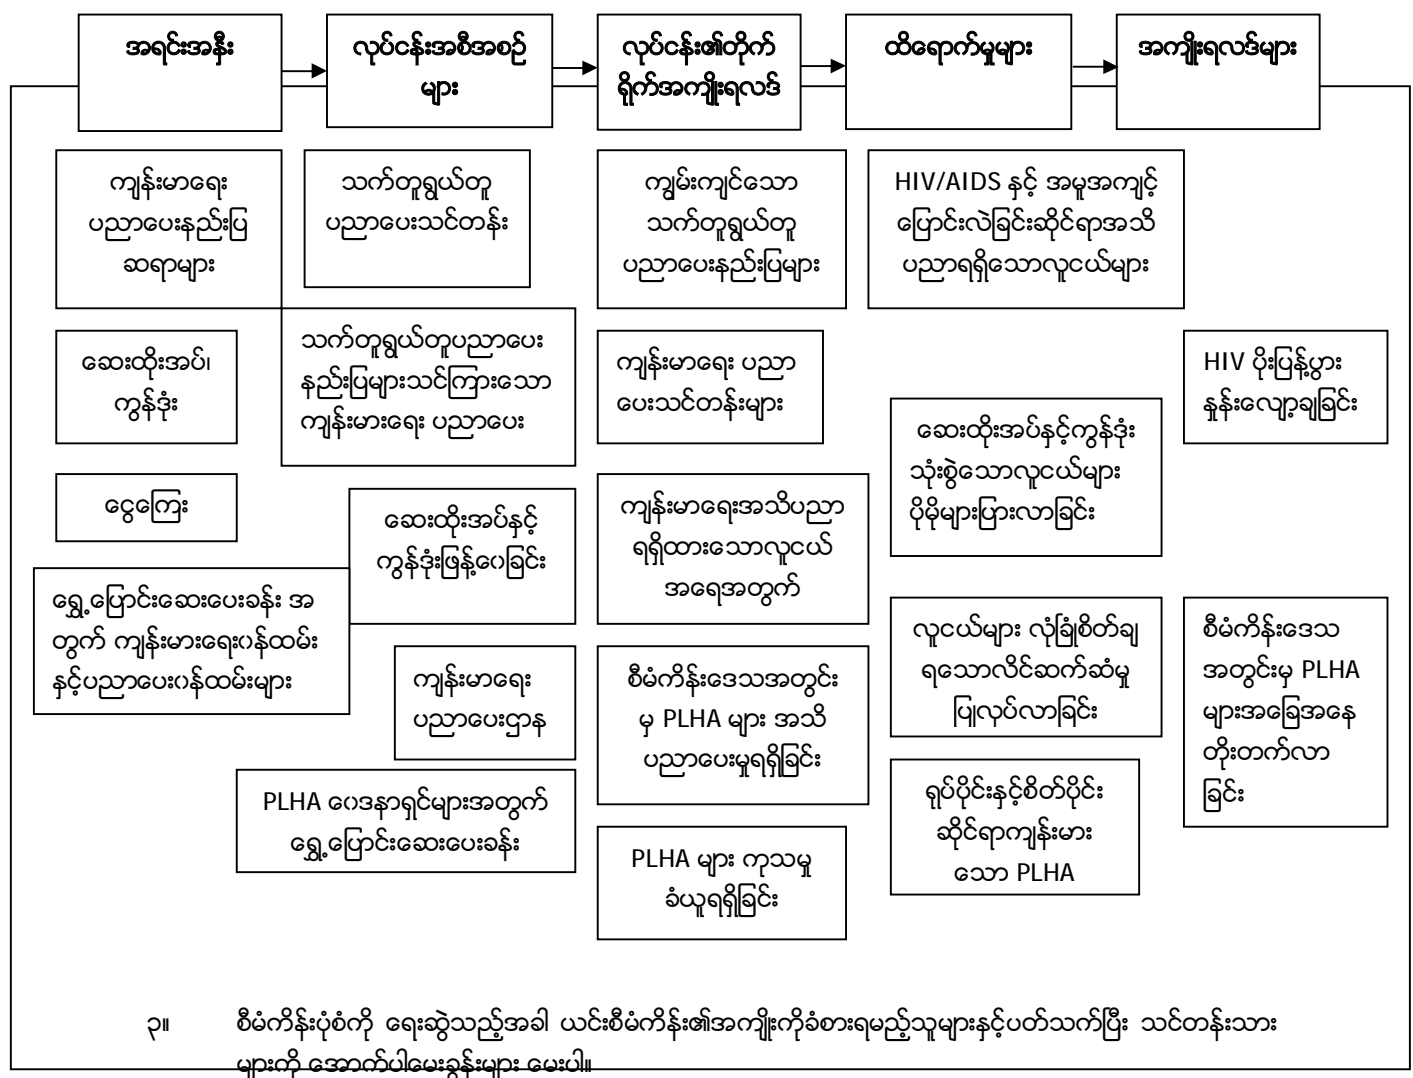 အရင်းအနှီး
လုပ်ငန်းအစီအစဉ်
များ
လုပ်ငန်း၏တိုက်
ရိုက်အကျိုးရလဒ်
ထိရောက်မှုများ
အကျိုးရလဒ်များ
ကျန်းမာရေး
ပညာပေးနည်းပြ
ဆရာများ
ဆေးထိုးအပ်၊
ကွန်ဒုံး
ငွေကြေး
ရွှေ့ပြောင်းဆေးပေးခန်း အ
တွက် ကျန်းမားရေးဝန်ထမ်း
နှင့်ပညာပေးဝန်ထမ်းများ
သက်တူရွယ်တူ
ပညာပေးသင်တန်း
သက်တူရွယ်တူပညာပေး
နည်းပြများသင်ကြားသော
ကျန်းမားရေး ပညာပေး
ဆေးထိုးအပ်နှင့်
ကွန်ဒုံးဖြန့်ဝေခြင်း
ကျန်းမာရေး
ပညာပေးဌာန
PLHA ဝေဒနာရှင်များအတွက်
ရွှေ့ပြောင်းဆေးပေးခန်း
ကျွမ်းကျင်သော
သက်တူရွယ်တူ
ပညာပေးနည်းပြများ
ကျန်းမာရေး ပညာ
ပေးသင်တန်းများ
ကျန်းမာရေးအသိပညာ
ရရှိထားသောလူငယ်
အရေအတွက်
စီမံကိန်းဒေသအတွင်း
မှ PLHA များ အသိ
ပညာပေးမှုရရှိခြင်း
PLHA များ ကုသမှု
ခံယူရရှိခြင်း
HIV/AIDS နှင့် အမူအကျင့်
ပြောင်းလဲခြင်းဆိုင်ရာအသိ
ပညာရရှိသောလူငယ်များ
ဆေးထိုးအပ်နှင့်ကွန်ဒုံး
သုံးစွဲသောလူငယ်များ
ပိုမိုများပြားလာခြင်း
လူငယ်များ လုံခြုံစိတ်ချ
ရသောလိင်ဆက်ဆံမှု
ပြုလုပ်လာခြင်း
ရုပ်ပိုင်းနှင့်စိတ်ပိုင်း
ဆိုင်ရာကျန်းမား
သော PLHA
HIV ပိုးပြန့်ပွား
နှုန်းလျော့ချခြင်း
စီမံကိန်းဒေသ
အတွင်းမှ PLHA
များအခြေအနေ
တိုးတက်လာ
ခြင်း
၃။ စီမံကိန်းပုံစံကို ရေးဆွဲသည့်အခါ ယင်းစီမံကိန်း၏အကျိုးကိုခံစားရမည့်သူများနှင့်ပတ်သက်ပြီး သင်တန်းသား
များကို အောက်ပါမေးခွန်းများ မေးပါ။